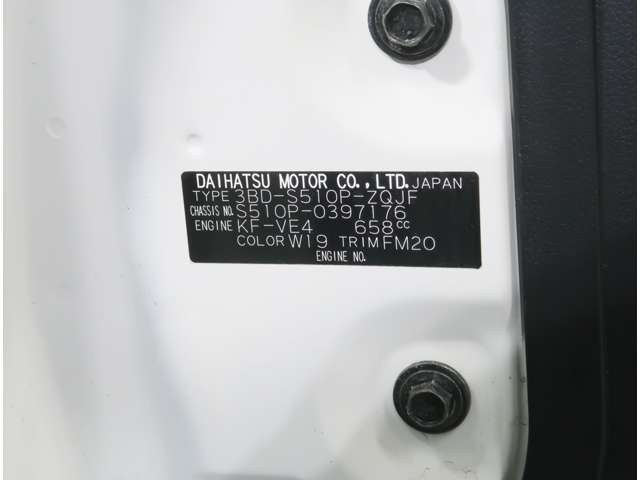 DAIHATSU MOTOR CO.,LTD. JAPAN
TYPE 3BD-S510P-ZQJF
CHASSIS NO. S510P-0397176
ENGINE KF-VE4 658cc
COLOR W19 TRIM FM20
ENGINE NO.